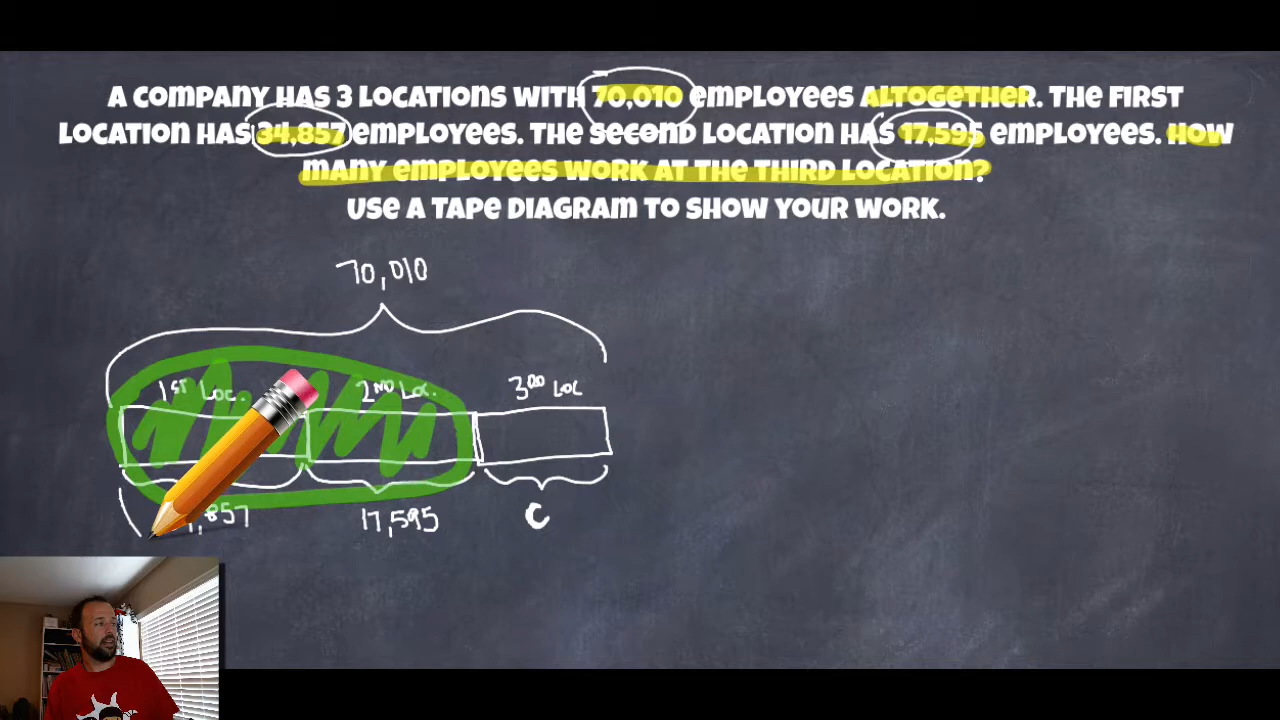 A company has 3 locations with 70,010 employees altogether. The first
location has 34,857 employees. The second location has 17,595 employees. How
many employees work at the third location?
Use a tape diagram to show your work.
70,010
1ST LOC. 2ND LOC. 3RD LOC
,857 17,595 C